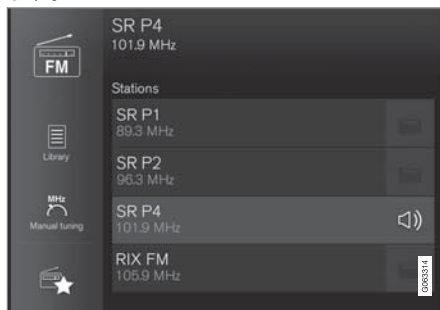 SR P4
101.9 MHz
FM
Stations
SR P1
89.3 MHz
Library
SR P2
96.3 MHz
MHz
Manual tuning
SR P4
101.9 MHz
RIX FM
105.9 MHz
G063314